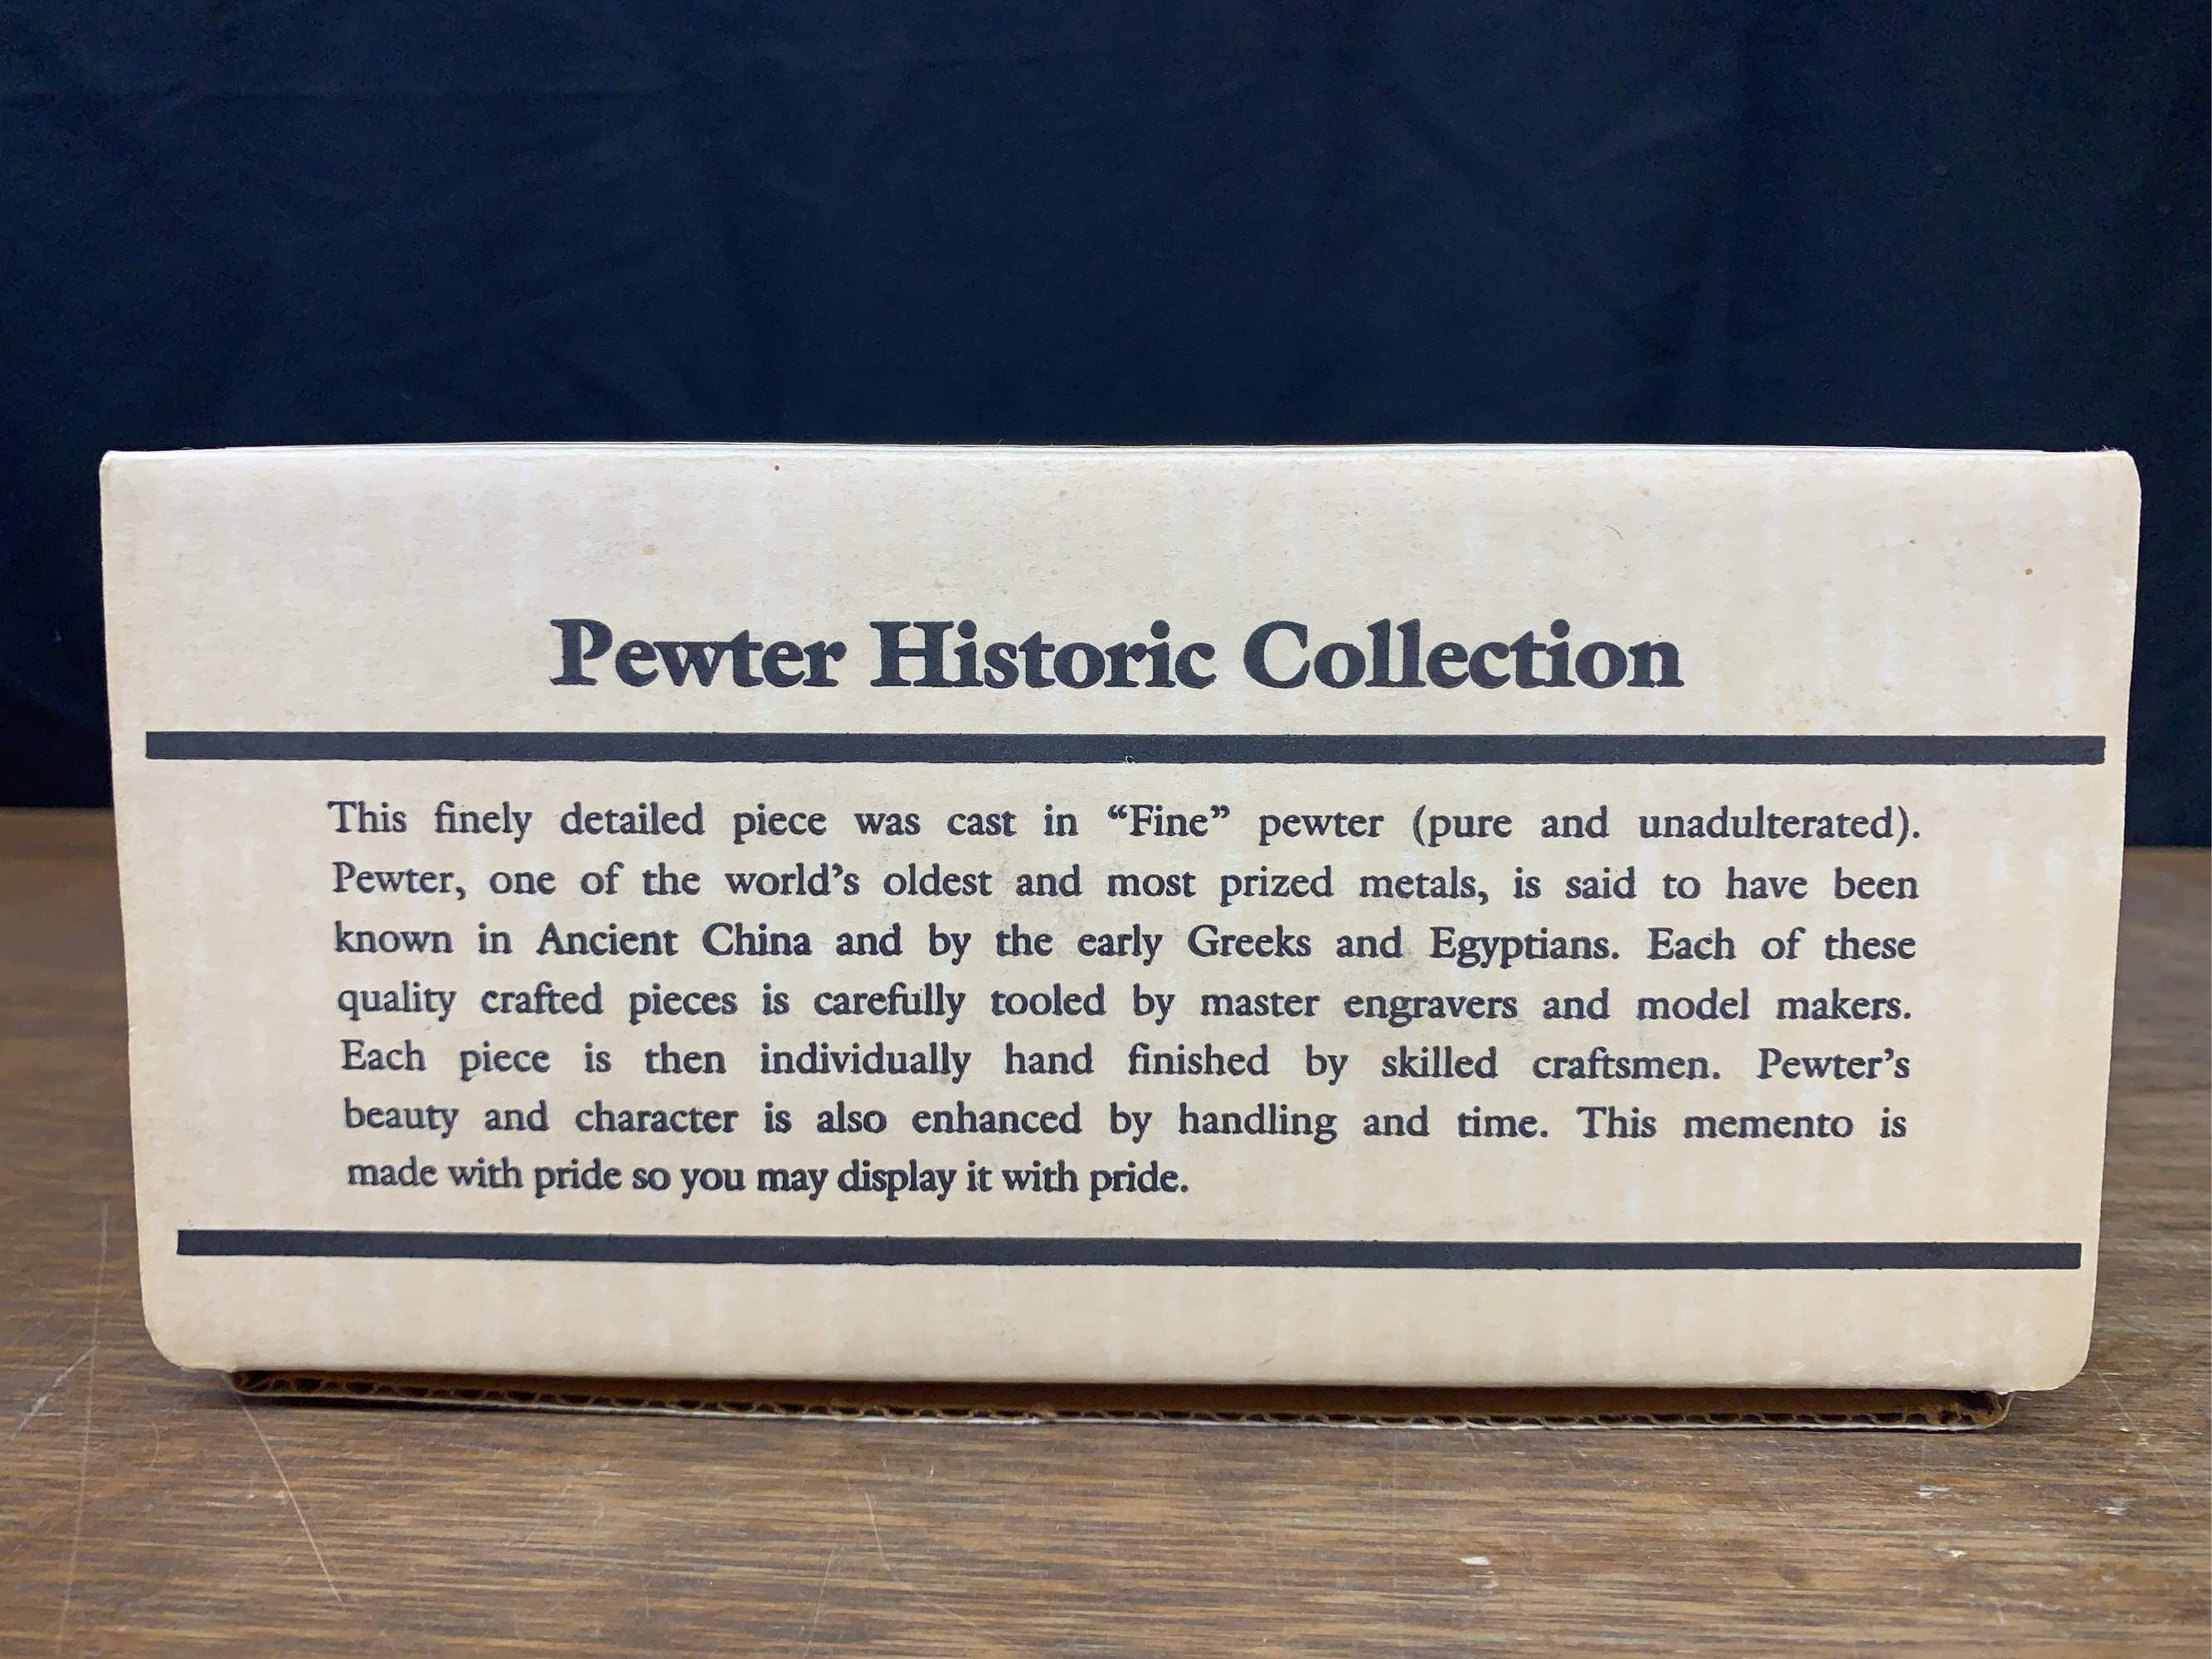 Pewter Historic Collection
This finely detailed piece was cast in “Fine” pewter (pure and unadulterated).
Pewter, one of the world’s oldest and most prized metals, is said to have been
known in Ancient China and by the early Greeks and Egyptians. Each of these
quality crafted pieces is carefully tooled by master engravers and model makers.
Each piece is then individually hand finished by skilled craftsmen. Pewter’s
beauty and character is also enhanced by handling and time. This memento is
made with pride so you may display it with pride.